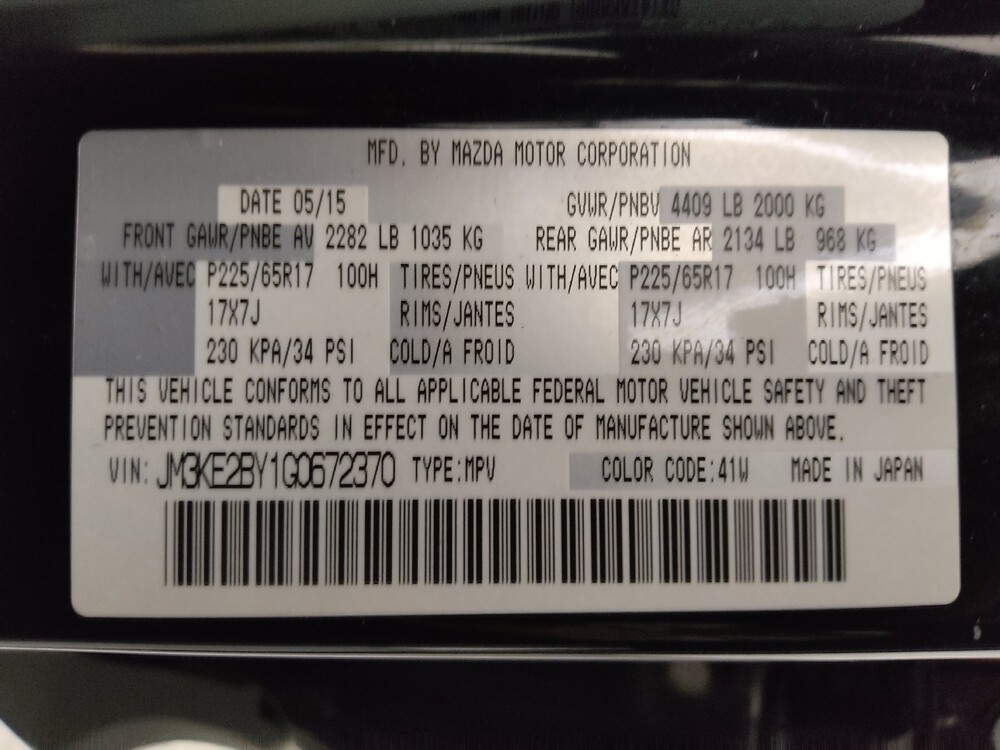 MFD. BY MAZDA MOTOR CORPORATION
DATE 05/15 GVWR/PNBV 4409 LB 2000 KG
FRONT GAWR/PNBE AV 2282 LB 1035 KG REAR GAWR/PNBE AR 2134 LB 968 KG
WITH/AVEC P225/65R17 100H TIRES/PNEUS WITH/AVEC P225/65R17 100H TIRES/PNEUS
17X7J RIMS/JANTES 17X7J RIMS/JANTES
230 KPA/34 PSI COLD/A FROID 230 KPA/34 PSI COLD/A FROID
THIS VEHICLE CONFORMS TO ALL APPLICABLE FEDERAL MOTOR VEHICLE SAFETY AND THEFT
PREVENTION STANDARDS IN EFFECT ON THE DATE OF MANUFACTURE SHOWN ABOVE.
VIN: JM3KE2BY1G0672370 TYPE:MPV COLOR CODE:41W MADE IN JAPAN